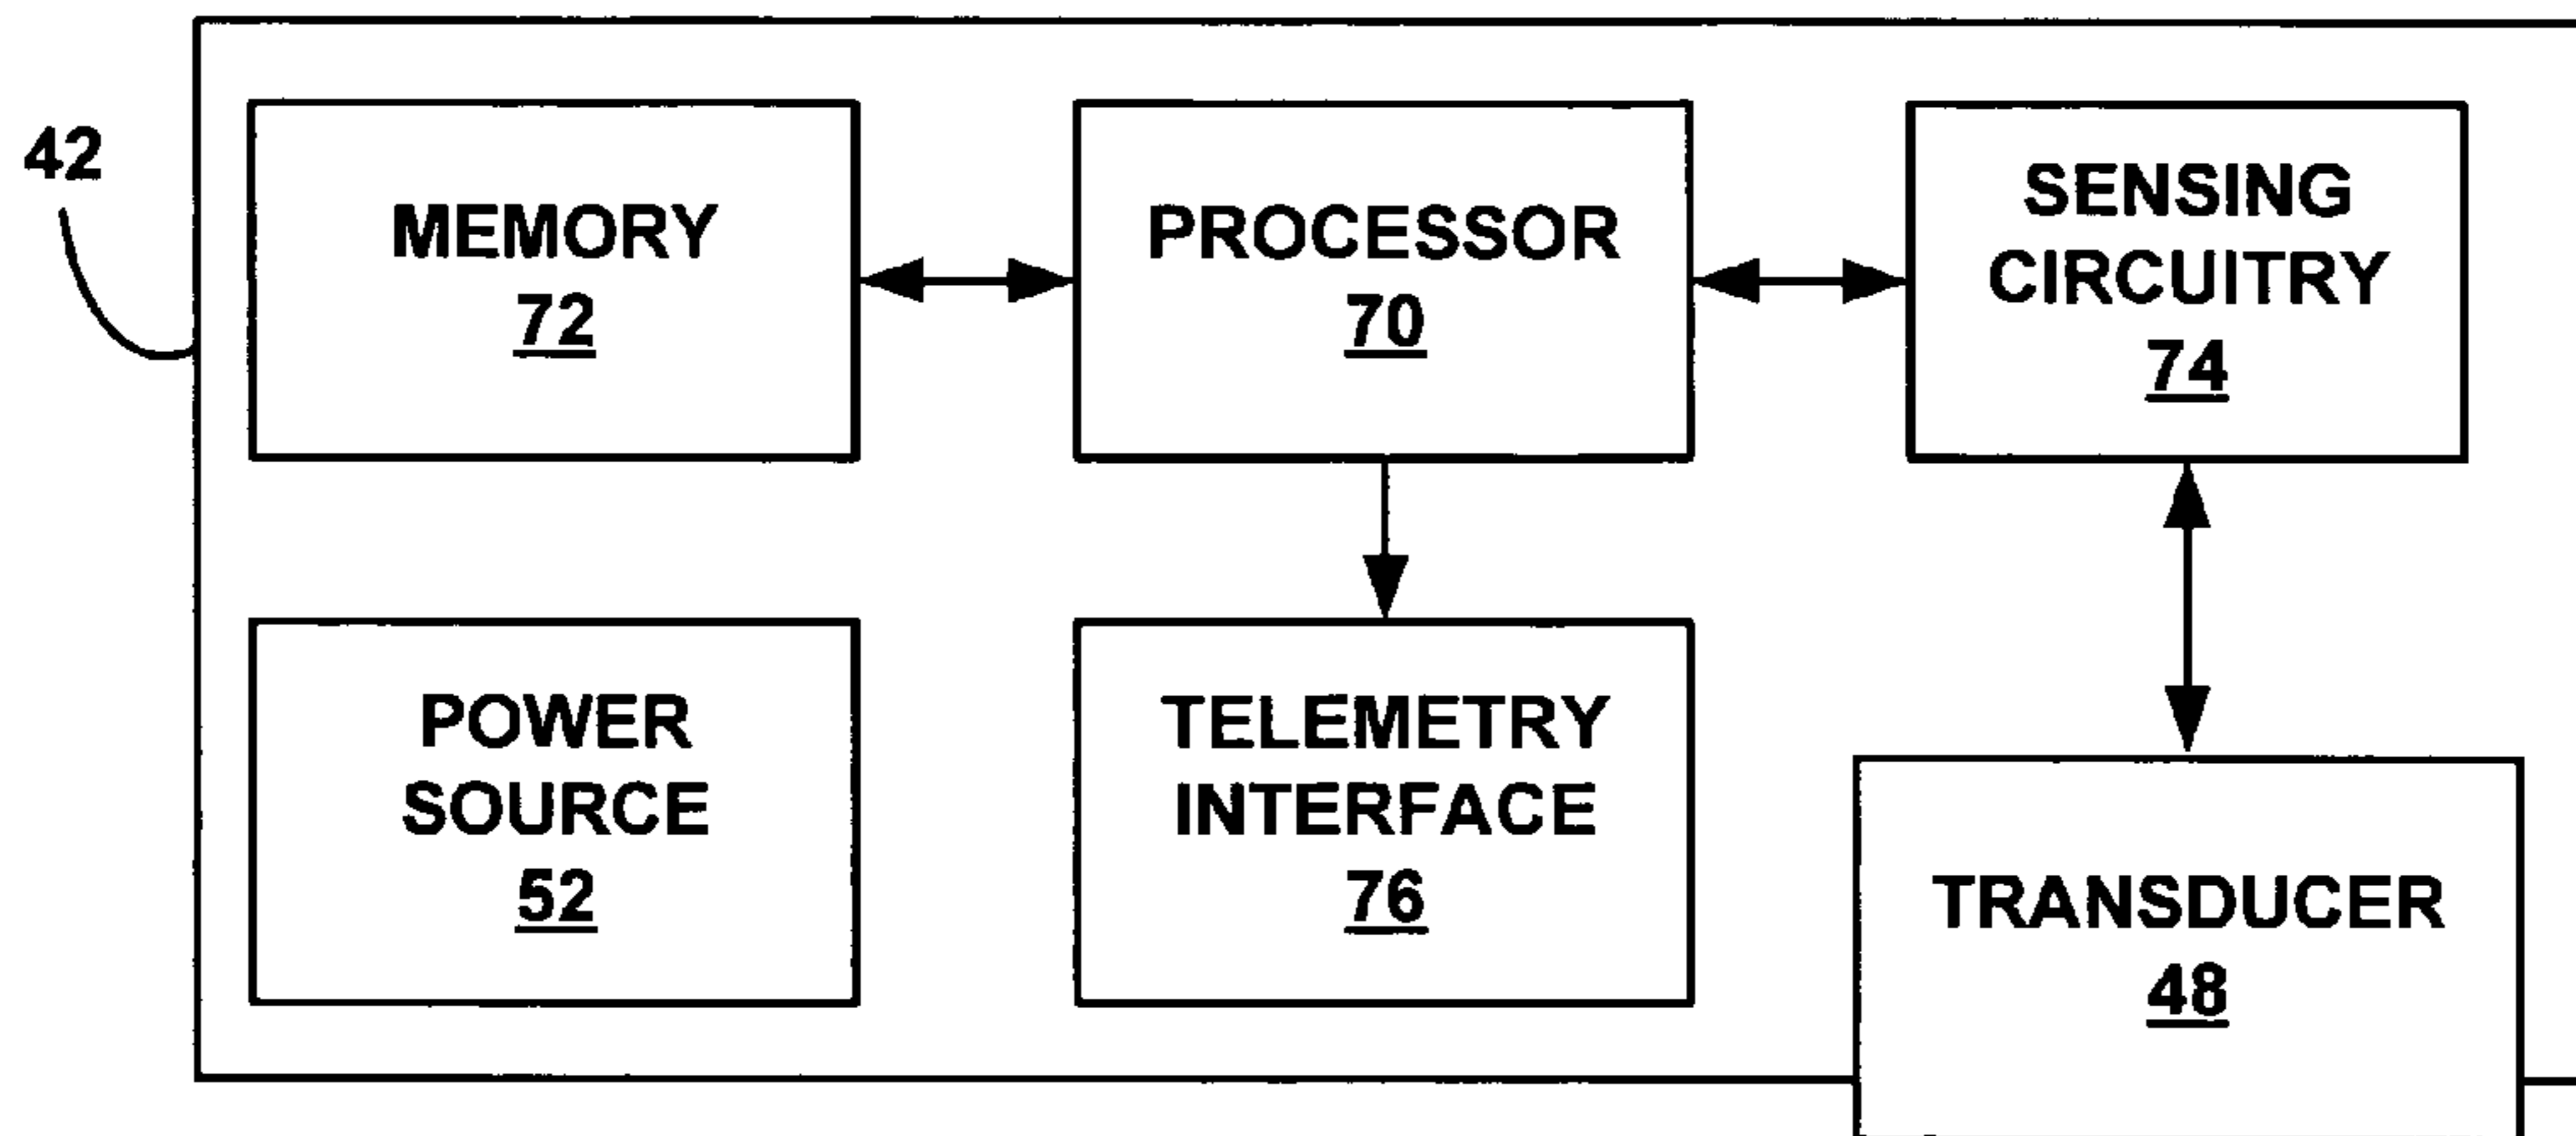 42
MEMORY
72
PROCESSOR
70
SENSING
CIRCUITRY
74
POWER
SOURCE
52
TELEMETRY
INTERFACE
76
TRANSDUCER
48